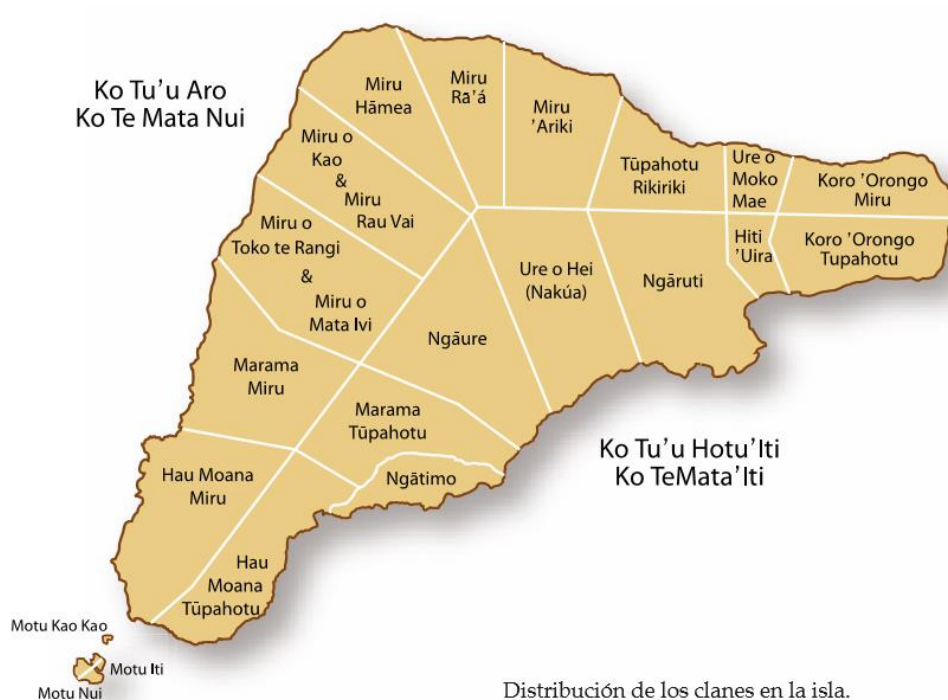 Ko Tu'u Aro
Ko Te Mata Nui
Miru
Hāmea
Miru
Rā'á
Miru
'Ariki
Miru o
Kao
&
Miru
Rau Vai
Tūpahotu
Rikiriki
Ure o
Moko
Mae
Koro 'Orongo
Miru
Miru o
Toko te Rangi
&
Miru o
Mata Ivi
Hiti
'Uira
Koro 'Orongo
Tupahotu
Ure o Hei
(Nakúa)
Ngāruti
Ngāure
Marama
Miru
Marama
Tūpahotu
Ko Tu'u Hotu'Iti
Ko TeMata'Iti
Hau Moana
Miru
Ngātimo
Hau
Moana
Tūpahotu
Motu Kao Kao
Motu Iti
Motu Nui
Distribución de los clanes en la isla.